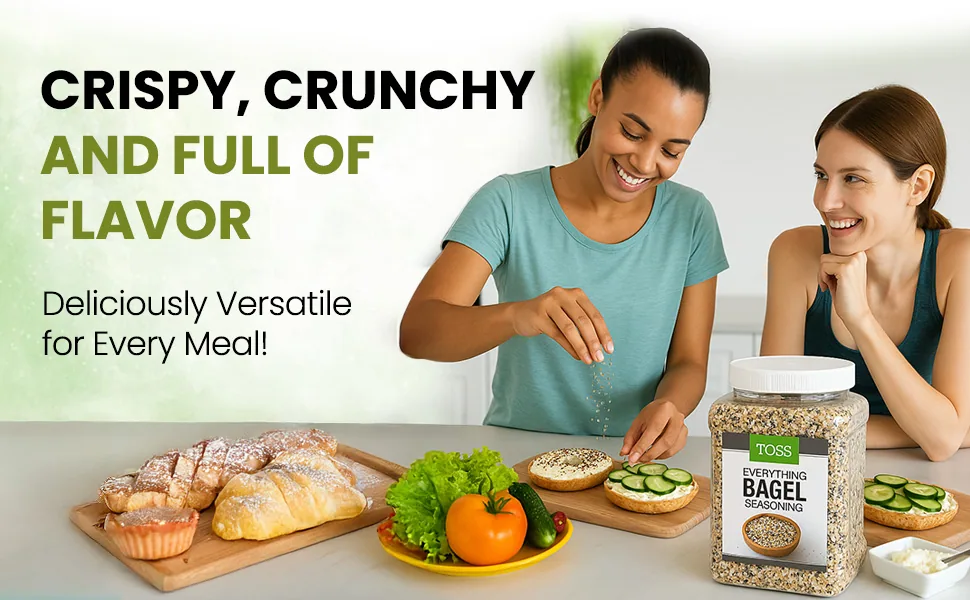 CRISPY, CRUNCHY
AND FULL OF
FLAVOR
Deliciously Versatile
for Every Meal!
TOSS
EVERYTHING
BAGEL
SEASONING